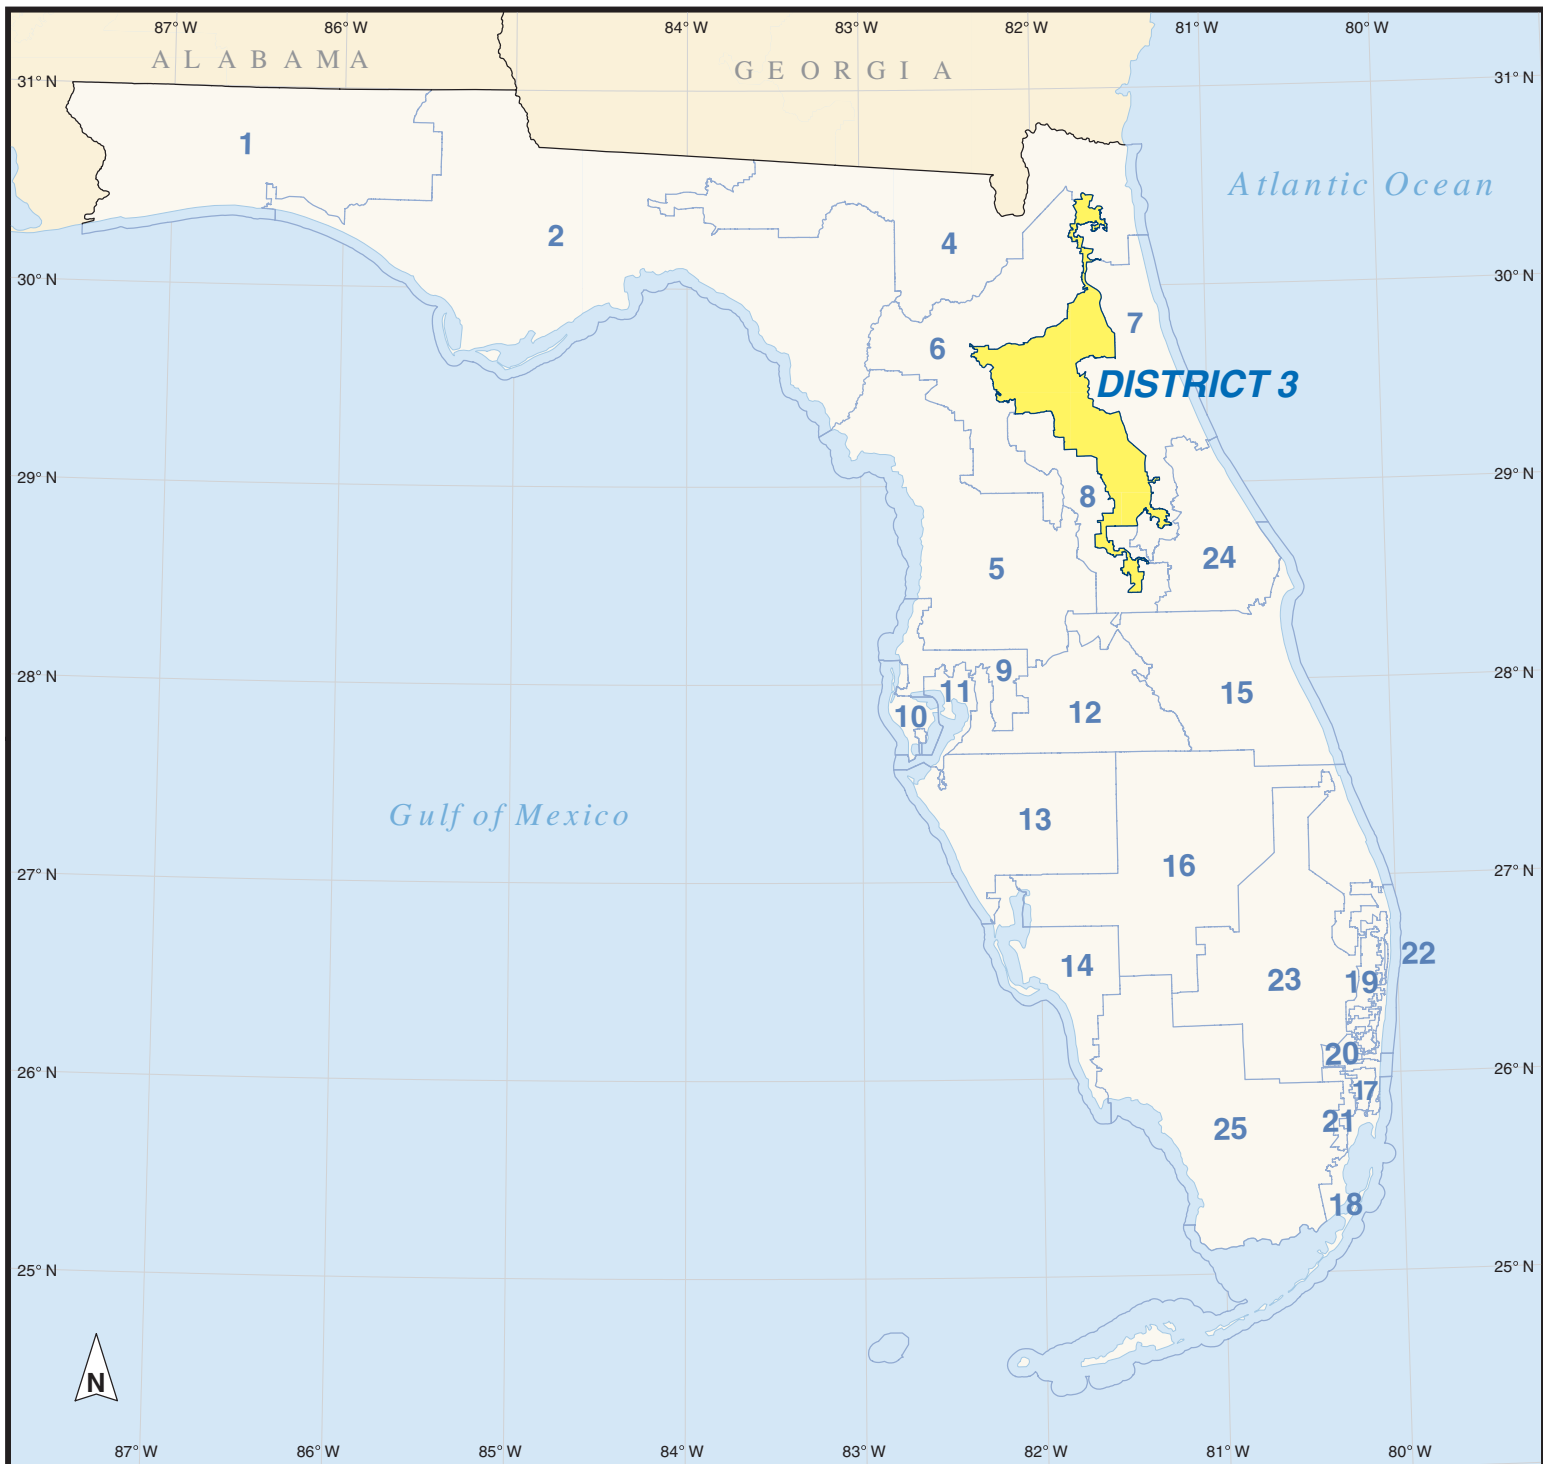 87° W 86° W 84° W 83° W 82° W 81° W 80° W
ALABAMA
GEORGIA
31° N 31° N
1
Atlantic Ocean
2
4
30° N 30° N
7
6
DISTRICT 3
29° N 29° N
8
24
5
28° N 28° N
9
11
15
10
12
Gulf of Mexico
13
16
27° N 27° N
22
14
23
19
20
26° N 26° N
17
21
25
18
25° N 25° N
N
87° W 86° W 85° W 84° W 83° W 82° W 81° W 80° W